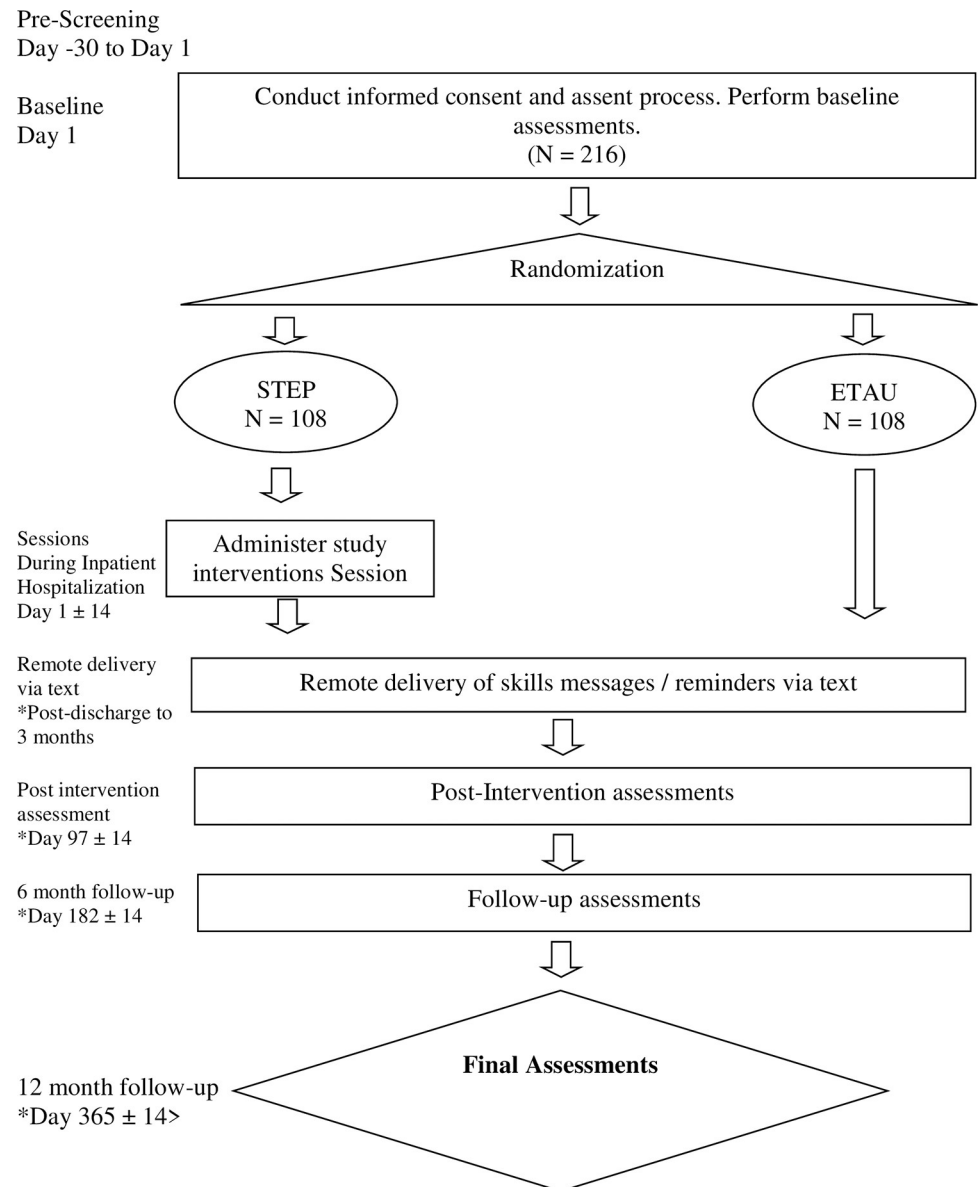 Pre-Screening
Day -30 to Day 1
Baseline
Day 1
Conduct informed consent and assent process. Perform baseline
assessments.
(N = 216)
Randomization
STEP
N = 108
ETAU
N = 108
Sessions
During Inpatient
Hospitalization
Day 1 ± 14
Administer study
interventions Session
Remote delivery
via text
*Post-discharge to
3 months
Remote delivery of skills messages / reminders via text
Post intervention
assessment
*Day 97 ± 14
Post-Intervention assessments
6 month follow-up
*Day 182 ± 14
Follow-up assessments
Final Assessments
12 month follow-up
*Day 365 ± 14>